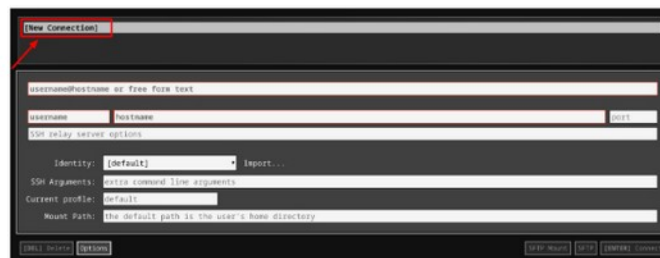 [New Connection]
username@hostname or free form text
username hostname port
SSH relay server options
Identity: [default] Import...
SSH Arguments: extra command line arguments
Current profile: default
Mount Path: the default path is the user's home directory
[DEL] Delete Options SFTP Mount SFTP [ENTER] Connect